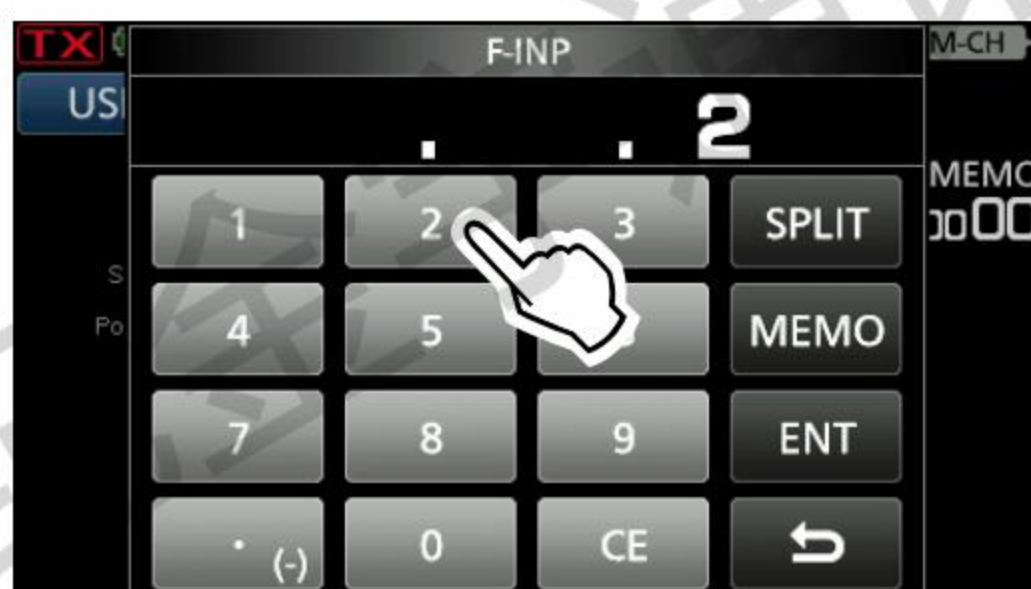 TX F-INP M-CH
US
. . 2
MEMO
00
1 2 3 SPLIT
S
Po 4 5 MEMO
7 8 9 ENT
. (-) 0 CE